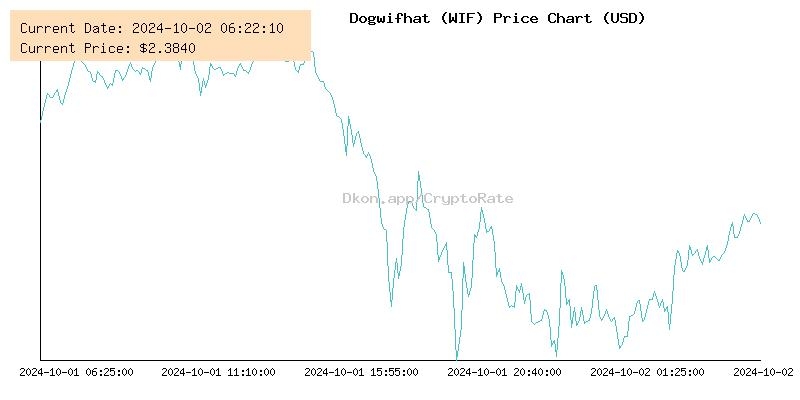 Dogwifhat (WIF) Price Chart (USD)
Current Date: 2024-10-02 06:22:10
Current Price: $2.3840
Dkon.app/CryptoRate
2024-10-01 06:25:00 2024-10-01 11:10:00 2024-10-01 15:55:00 2024-10-01 20:40:00 2024-10-02 01:25:00 2024-10-02